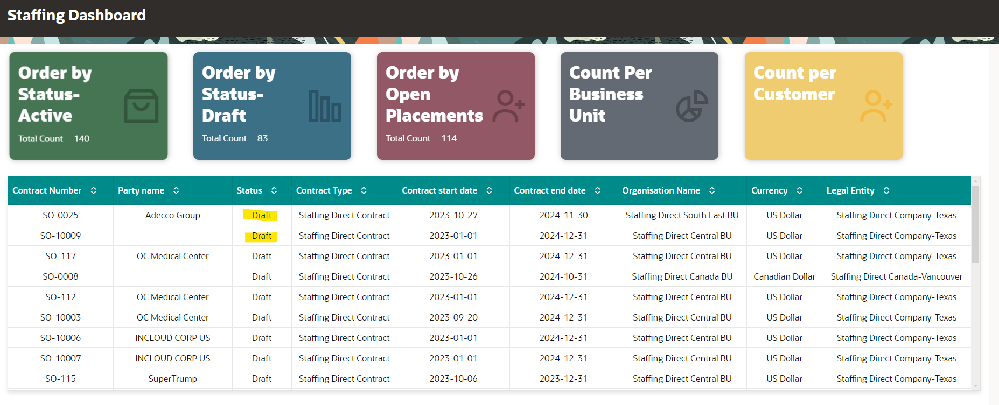 Staffing Dashboard
Order by
Status-
Active
Total Count 140
Order by
Status-
Draft
Total Count 83
Order by
Open
Placements
Total Count 114
Count Per
Business
Unit
Count per
Customer
Contract Number Party name Status Contract Type Contract start date Contract end date Organisation Name Currency Legal Entity
SO-0025 Adecco Group Draft Staffing Direct Contract 2023-10-27 2024-11-30 Staffing Direct South East BU US Dollar Staffing Direct Company-Texas
SO-10009 Draft Staffing Direct Contract 2023-01-01 2024-12-31 Staffing Direct Central BU US Dollar Staffing Direct Company-Texas
SO-117 OC Medical Center Draft Staffing Direct Contract 2023-01-01 2024-12-31 Staffing Direct Central BU US Dollar Staffing Direct Company-Texas
SO-0008 Draft Staffing Direct Contract 2023-10-26 2024-10-31 Staffing Direct Canada BU Canadian Dollar Staffing Direct Canada-Vancouver
SO-112 OC Medical Center Draft Staffing Direct Contract 2023-01-01 2024-12-31 Staffing Direct Central BU US Dollar Staffing Direct Company-Texas
SO-10003 OC Medical Center Draft Staffing Direct Contract 2023-09-20 2024-12-31 Staffing Direct Central BU US Dollar Staffing Direct Company-Texas
SO-10006 INCLOUD CORP US Draft Staffing Direct Contract 2023-01-01 2024-12-31 Staffing Direct Central BU US Dollar Staffing Direct Company-Texas
SO-10007 INCLOUD CORP US Draft Staffing Direct Contract 2023-01-01 2024-12-31 Staffing Direct Central BU US Dollar Staffing Direct Company-Texas
SO-115 SuperTrump Draft Staffing Direct Contract 2023-10-06 2023-12-31 Staffing Direct Central BU US Dollar Staffing Direct Company-Texas